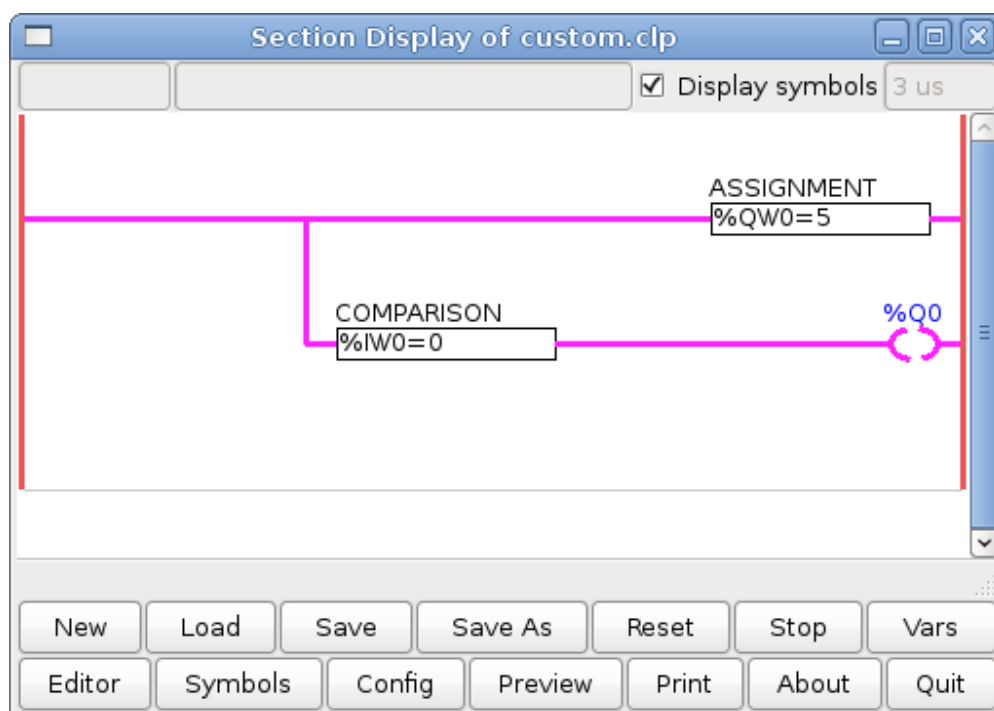 Section Display of custom.clp
Display symbols 3 us
ASSIGNMENT
%QW0=5
COMPARISON %Q0
%IW0=0
New Load Save Save As Reset Stop Vars
Editor Symbols Config Preview Print About Quit